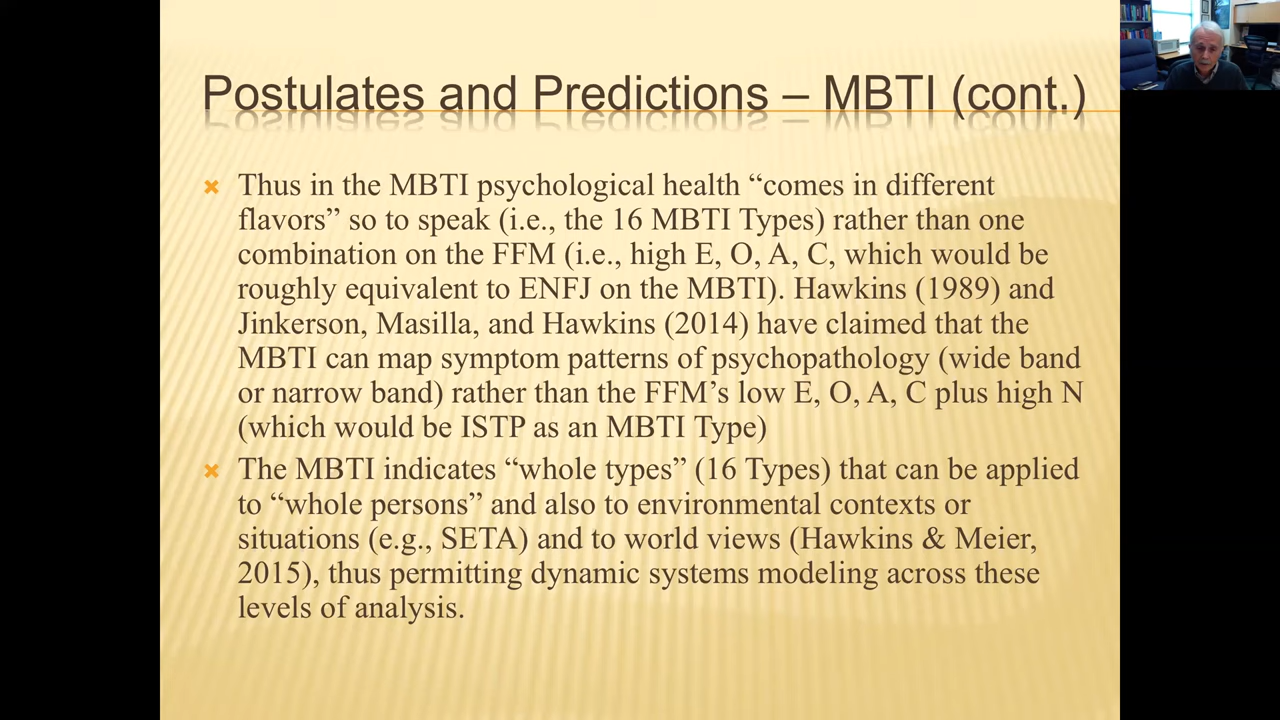 Postulates and Predictions – MBTI (cont.)
Thus in the MBTI psychological health “comes in different
flavors” so to speak (i.e., the 16 MBTI Types) rather than one
combination on the FFM (i.e., high E, O, A, C, which would be
roughly equivalent to ENFJ on the MBTI). Hawkins (1989) and
Jinkerson, Masilla, and Hawkins (2014) have claimed that the
MBTI can map symptom patterns of psychopathology (wide band
or narrow band) rather than the FFM’s low E, O, A, C plus high N
(which would be ISTP as an MBTI Type)
The MBTI indicates “whole types” (16 Types) that can be applied
to “whole persons” and also to environmental contexts or
situations (e.g., SETA) and to world views (Hawkins & Meier,
2015), thus permitting dynamic systems modeling across these
levels of analysis.